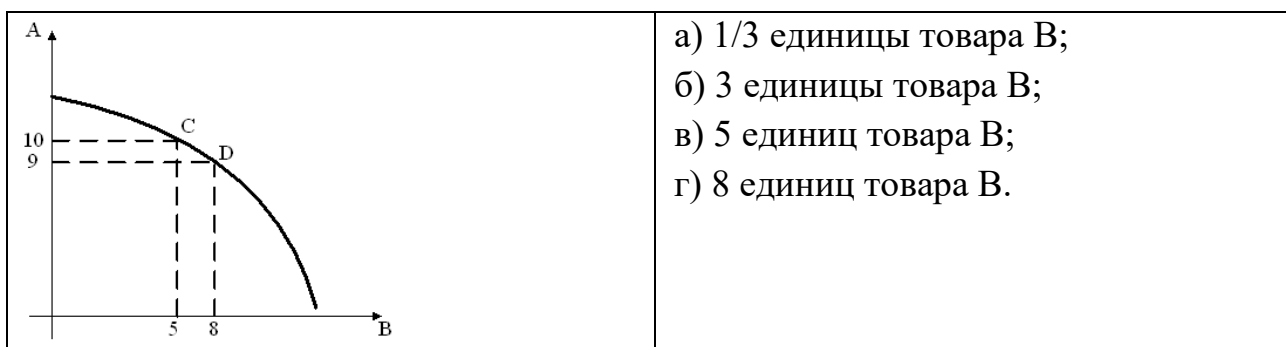 A
10
9
C
D
5
8
B
а) 1/3 единицы товара В;
б) 3 единицы товара В;
в) 5 единиц товара В;
г) 8 единиц товара В.